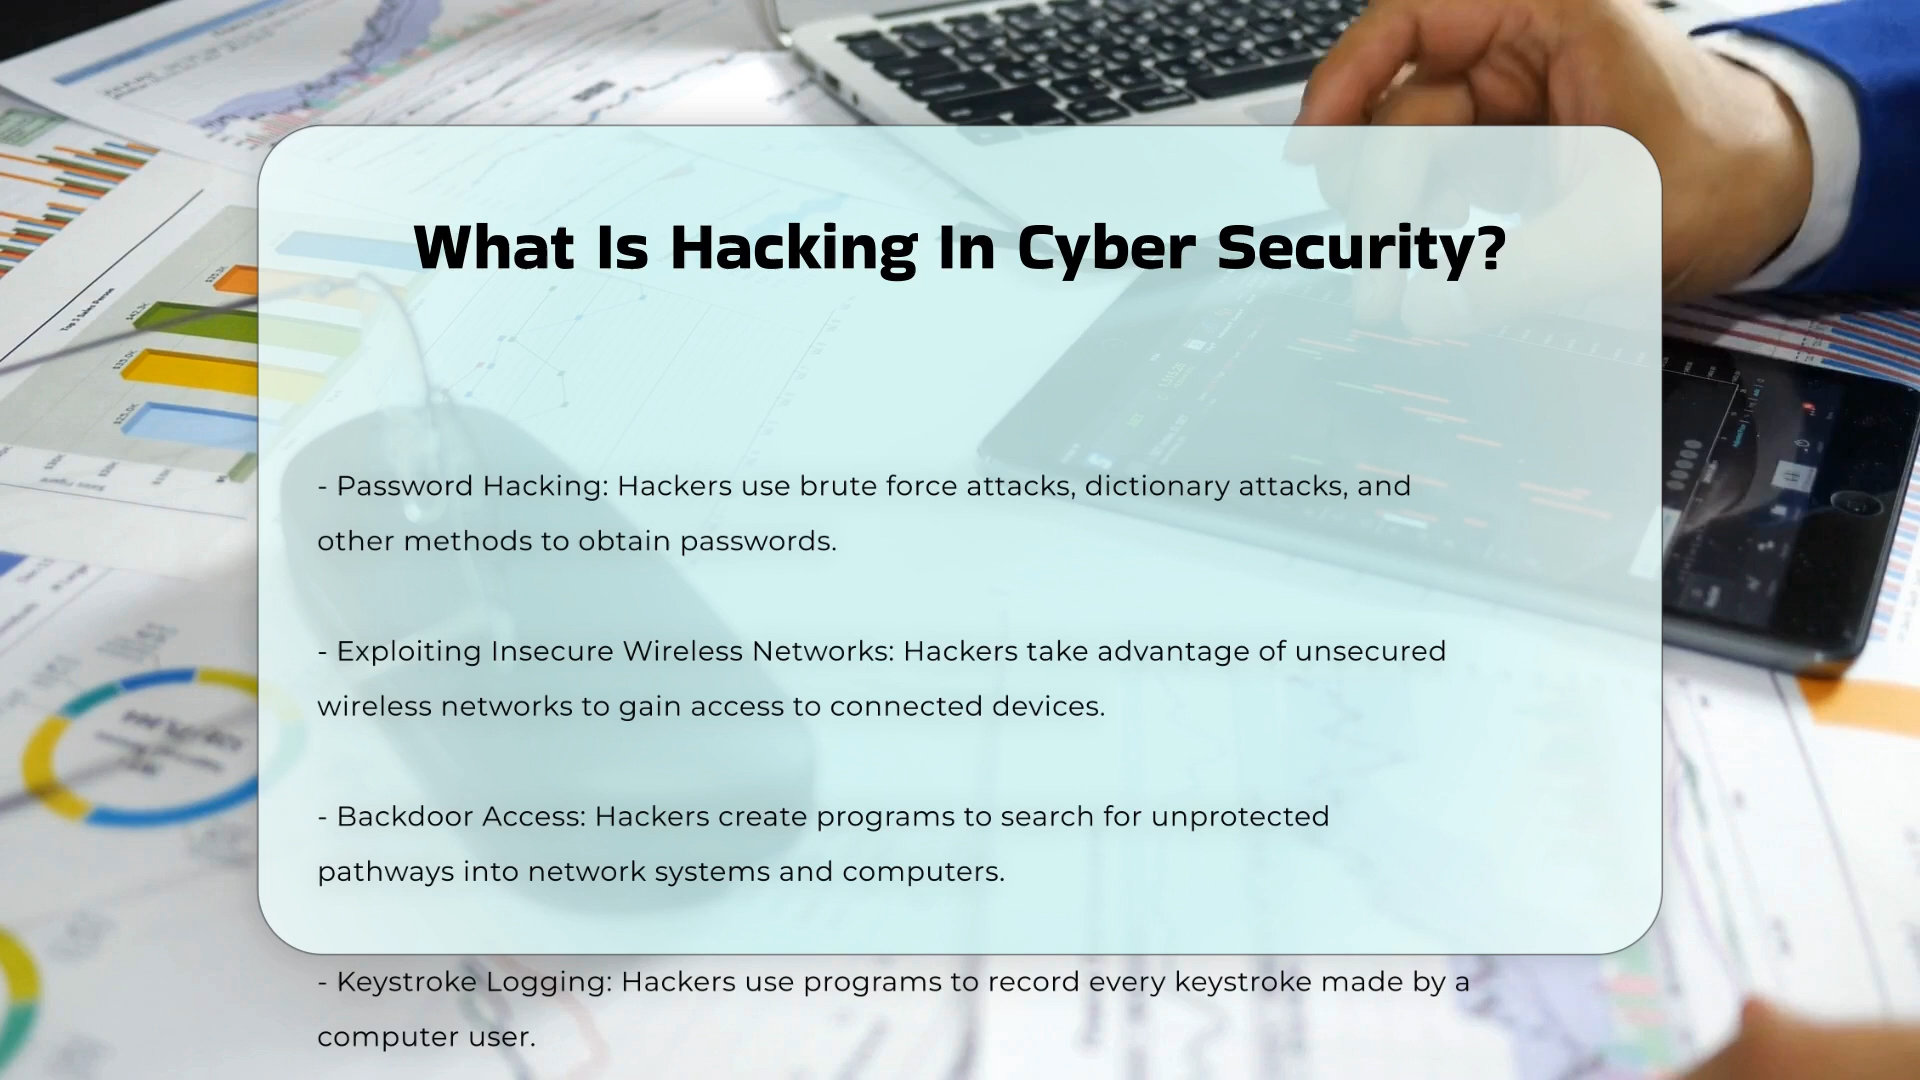 What Is Hacking In Cyber Security?
- Password Hacking: Hackers use brute force attacks, dictionary attacks, and
other methods to obtain passwords.
- Exploiting Insecure Wireless Networks: Hackers take advantage of unsecured
wireless networks to gain access to connected devices.
- Backdoor Access: Hackers create programs to search for unprotected
pathways into network systems and computers.
- Keystroke Logging: Hackers use programs to record every keystroke made by a
computer user.